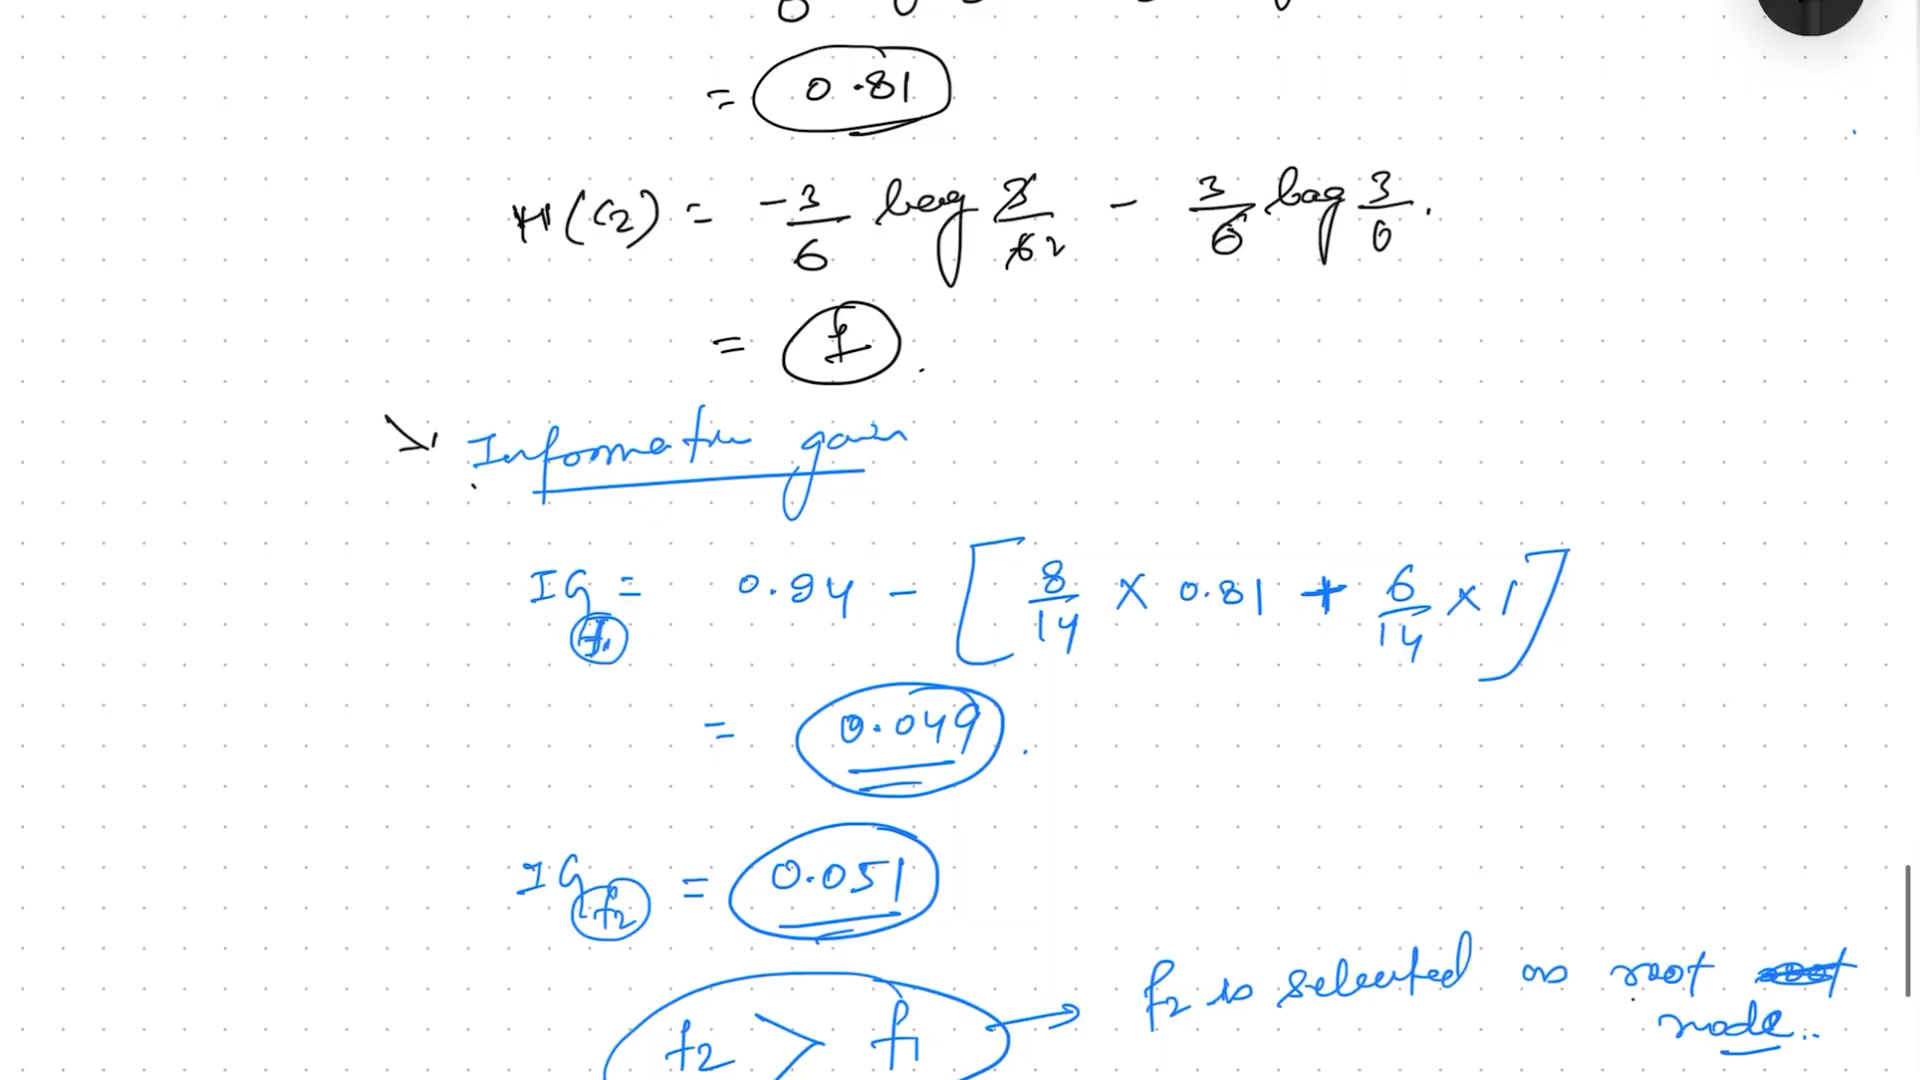 = 0.81
H(C2) = -3/6 log 3/6 2 - 3/6 log 3/6.
= 1.
Information gain
IG f1 = 0.94 - [8/14 x 0.81 + 6/14 x 1]
= 0.049.
IG f2 = 0.051
f2 > f1 → f2 is selected as root
node..